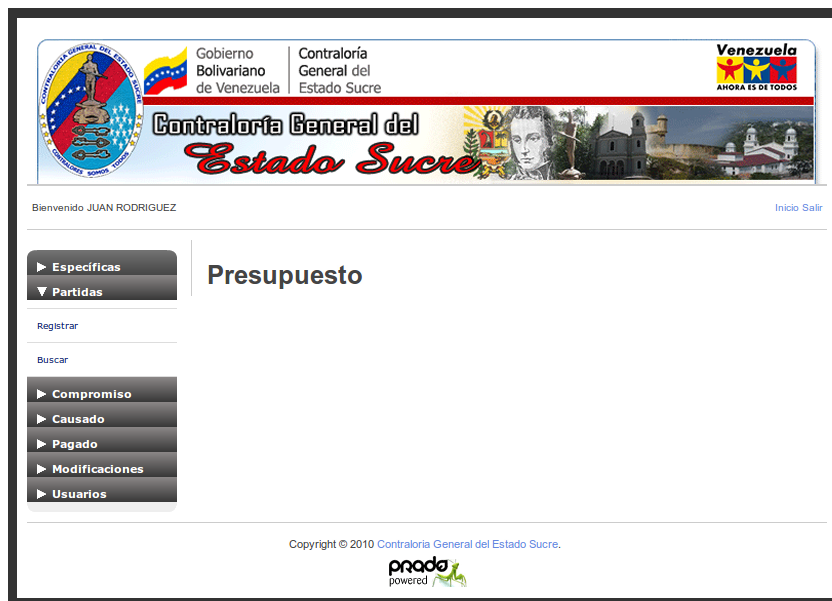 CONTRALORIA GENERAL DEL ESTADO SUCRE
CONTRALORES SOMOS TODOS
Gobierno
Bolivariano
de Venezuela
Contraloría
General del
Estado Sucre
Venezuela
AHORA ES DE TODOS
Contraloría General del
Estado Sucre
Bienvenido JUAN RODRIGUEZ
Inicio Salir
Específicas
Partidas
Registrar
Buscar
Compromiso
Causado
Pagado
Modificaciones
Usuarios
Presupuesto
Copyright © 2010 Contraloria General del Estado Sucre.
prado
powered